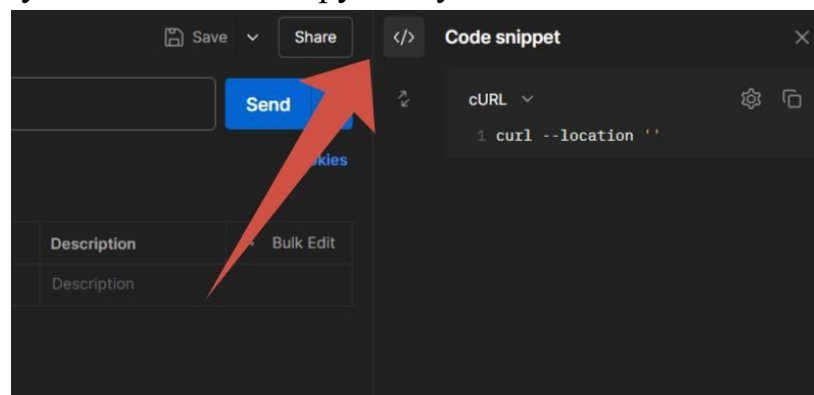 Save
Share
</>
Code snippet
Send
cURL
1 curl --location ''
kies
Description
Bulk Edit
Description